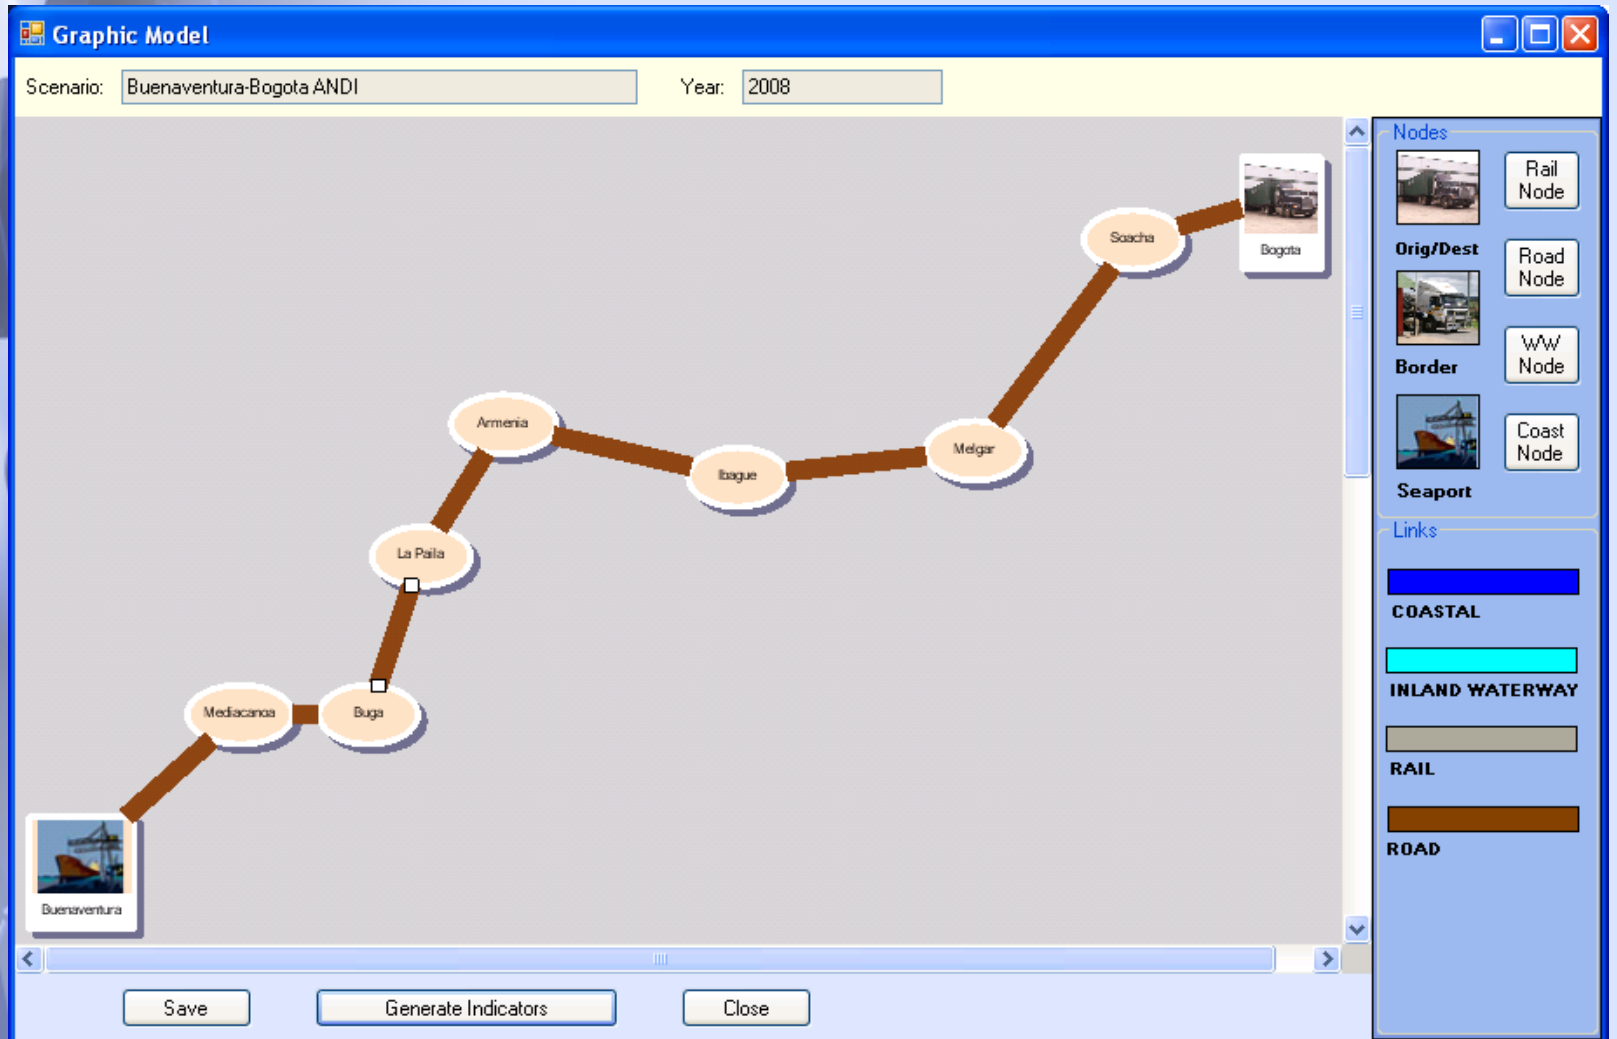 Graphic Model
Scenario: Buenaventura-Bogota ANDI Year: 2008
Nodes
Rail
Node
Orig/Dest
Road
Node
Border
WW
Node
Seaport
Coast
Node
Links
COASTAL
INLAND WATERWAY
RAIL
ROAD
Bogota
Soacha
Melgar
Ibague
Armenia
La Paila
Buga
Mediacanoa
Buenaventura
Save
Generate Indicators
Close